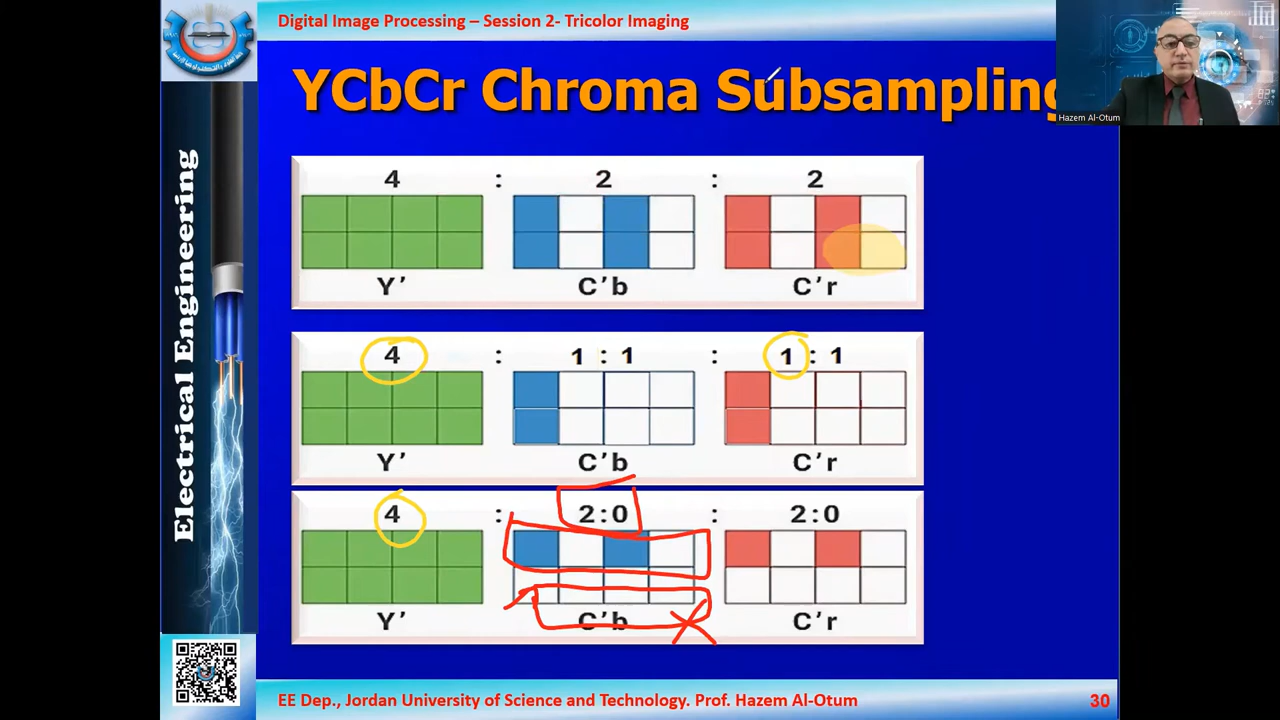 Digital Image Processing – Session 2- Tricolor Imaging
YCbCr Chroma Subsampling
Hazem Al-Otum
Electrical Engineering
4 : 2 : 2
Y' C'b C'r
4 : 1 : 1 : 1 : 1
Y' C'b C'r
4 : 2:0 : 2:0
Y' C'b C'r
EE Dep., Jordan University of Science and Technology. Prof. Hazem Al-Otum
30